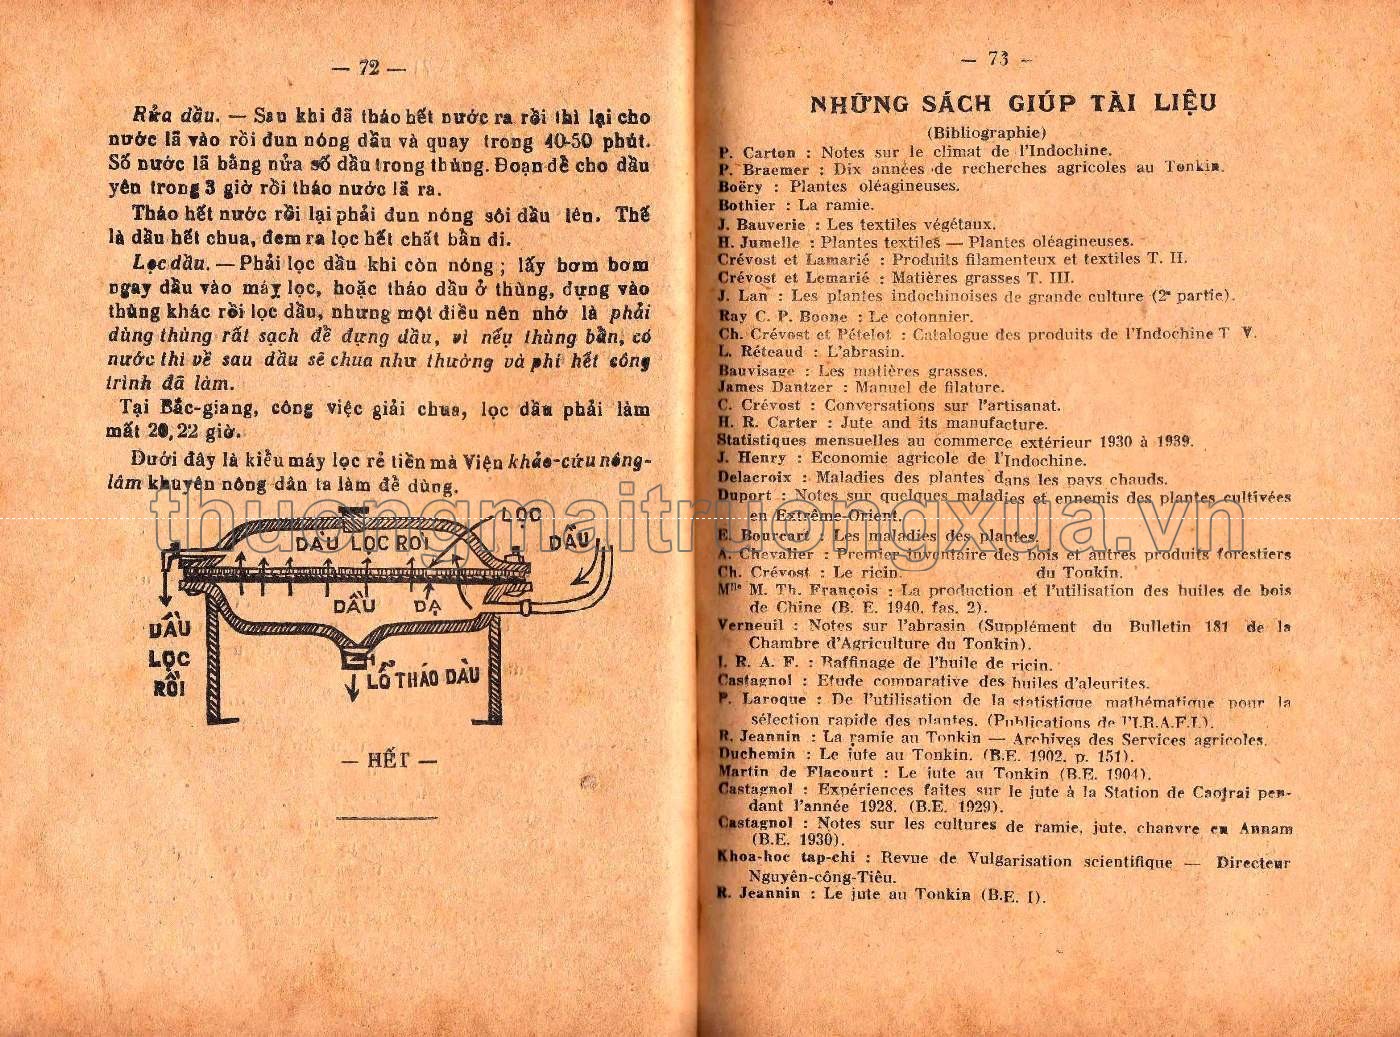 — 72 —
Rửa dầu. — Sau khi đã tháo hết nước ra rồi thì lại cho
nước lã vào rồi đun nóng dầu và quay trong 40-50 phút.
Số nước lã bằng nửa số dầu trong thùng. Đoạn để cho dầu
yên trong 3 giờ rồi tháo nước lã ra.
Tháo hết nước rồi lại phải đun nóng sôi dầu lên. Thế
là dầu hết chua, đem ra lọc hết chất bẩn đi.
Lọc dầu. — Phải lọc dầu khi còn nóng ; lấy bơm bơm
ngay dầu vào máy lọc, hoặc tháo dầu ở thùng, đựng vào
thùng khác rồi lọc dầu, nhưng một điều nên nhớ là phải
dùng thùng rất sạch để đựng dầu, vì nếu thùng bẩn, có
nước thì về sau dầu sẽ chua như thường và phí hết công
trình đã làm.
Tại Bắc-giang, công việc giải chua, lọc dầu phải làm
mất 20,22 giờ.
Dưới đây là kiểu máy lọc rẻ tiền mà Viện khảo-cứu nông-
lâm khuyên nông dân ta làm để dùng.
LỌC
DẦU LỌC RỒI
DẦU
DẦU
DẠ
DẦU
LỌC
RỒI
LỔ THÁO DẦU
— HẾT —
— 73 —
NHỮNG SÁCH GIÚP TÀI LIỆU
(Bibliographie)
P. Carton : Notes sur le climat de l'Indochine.
P. Braemer : Dix années de recherches agricoles au Tonkin.
Boëry : Plantes oléagineuses.
Bothier : La ramie.
J. Bauverie : Les textiles végétaux.
H. Jumelle : Plantes textiles — Plantes oléagineuses.
Crévost et Lamarié : Produits filamenteux et textiles T. II.
Crévost et Lemarié : Matières grasses T. III.
J. Lan : Les plantes indochinoises de grande culture (2e partie).
Ray C. P. Boone : Le cotonnier.
Ch. Crévost et Pételot : Catalogue des produits de l'Indochine T V.
L. Réteaud : L'abrasin.
Bauvisage : Les matières grasses.
James Dantzer : Manuel de filature.
C. Crévost : Conversations sur l'artisanat.
H. R. Carter : Jute and its manufacture.
Statistiques mensuelles au commerce extérieur 1930 à 1939.
J. Henry : Economie agricole de l'Indochine.
Delacroix : Maladies des plantes dans les pays chauds.
Duport : Notes sur quelques maladies et ennemis des plantes cultivées
en Extrême-Orient.
E. Bourcart : Les maladies des plantes.
A. Chevalier : Premier inventaire des bois et autres produits forestiers
du Tonkin.
Ch. Crévost : Le ricin.
Mlle M. Th. François : La production et l'utilisation des huiles de bois
de Chine (B. E. 1940. fas. 2).
Verneuil : Notes sur l'abrasin (Supplément du Bulletin 181 de la
Chambre d'Agriculture du Tonkin).
I. R. A. F. : Raffinage de l'huile de ricin.
Castagnol : Etude comparative des huiles d'aleurites.
P. Laroque : De l'utilisation de la statistique mathématique pour la
sélection rapide des plantes. (Publications de l'I.R.A.F.I.).
R. Jeannin : La ramie au Tonkin — Archives des Services agricoles.
Duchemin : Le jute au Tonkin. (B.E. 1902. p. 151).
Martin de Flacourt : Le jute au Tonkin (B.E. 1904).
Castagnol : Expériences faites sur le jute à la Station de Caotrai pen-
dant l'année 1928. (B.E. 1929).
Castagnol : Notes sur les cultures de ramie, jute, chanvre en Annam
(B.E. 1930).
Khoa-hoc tap-chi : Revue de Vulgarisation scientifique — Directeur
Nguyên-công-Tiêu.
R. Jeannin : Le jute au Tonkin (B.E. I).
thuongmaitruongxua.vn